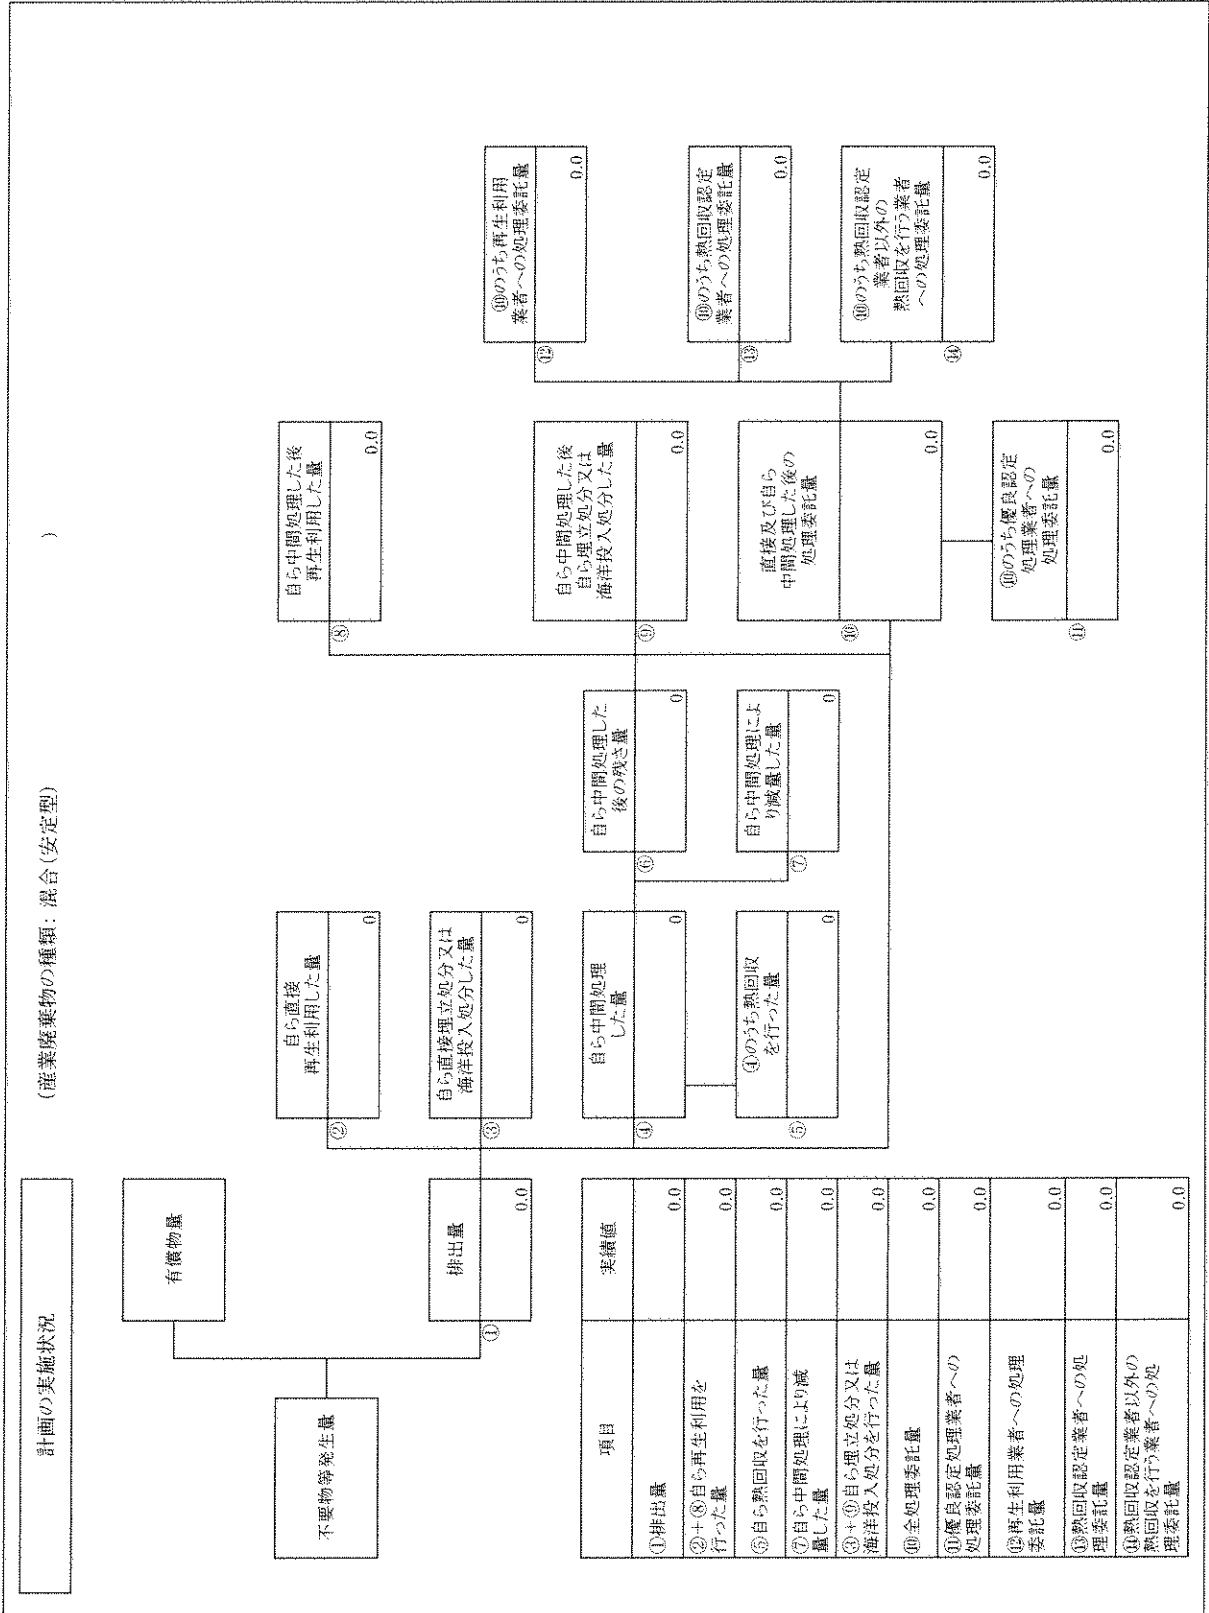 計画の実施状況
(産業廃棄物の種類: 混合(安定型)
)
不要物等発生量
有償物量
排出量
①
0.0
自ら直接
再生利用した量
②
0
自ら直接埋立処分又は
海洋投入処分した量
③
0
自ら中間処理
した量
④
0
④のうち熱回収
を行った量
⑤
0
自ら中間処理した
後の残さ量
⑥
0
自ら中間処理によ
り減量した量
⑦
0
自ら中間処理した後
再生利用した量
⑧
0.0
自ら中間処理した後
自ら埋立処分又は
海洋投入処分した量
⑨
0.0
直接及び自ら
中間処理した後の
処理委託量
⑩
0.0
⑩のうち優良認定
処理業者への
処理委託量
⑪
0.0
⑩のうち再生利用
業者への処理委託量
⑫
0.0
⑩のうち熱回収認定
業者への処理委託量
⑬
0.0
⑩のうち熱回収認定
業者以外の
熱回収を行う業者
への処理委託量
⑭
0.0
項目 実績値
①排出量 0.0
②+⑧自ら再生利用を
行った量 0.0
⑤自ら熱回収を行った量 0.0
⑦自ら中間処理により減
量した量 0.0
③+⑨自ら埋立処分又は
海洋投入処分を行った量 0.0
⑩全処理委託量 0.0
⑪優良認定処理業者への
処理委託量 0.0
⑫再生利用業者への処理
委託量 0.0
⑬熱回収認定業者への処
理委託量 0.0
⑭熱回収認定業者以外の
熱回収を行う業者への処
理委託量 0.0